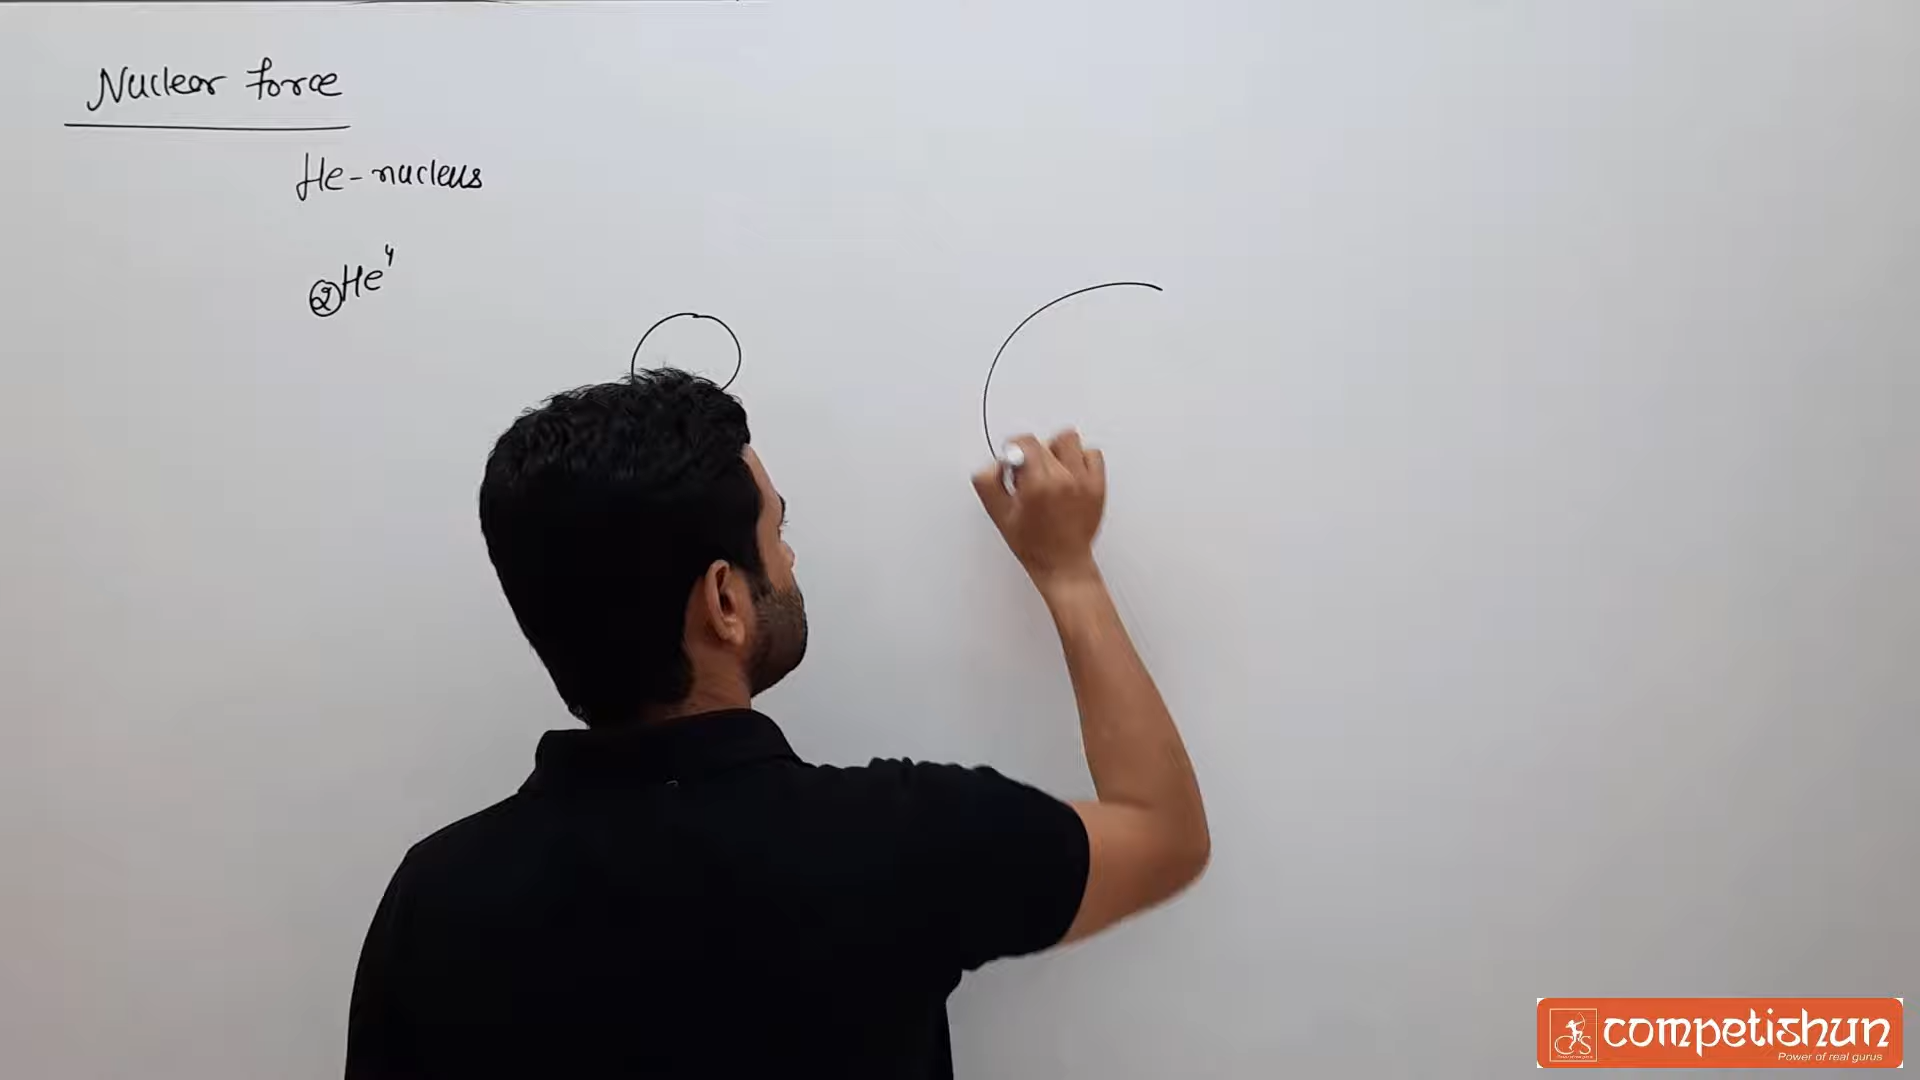 Nuclear force
He-nucleus
2He4
competishun
Power of real gurus